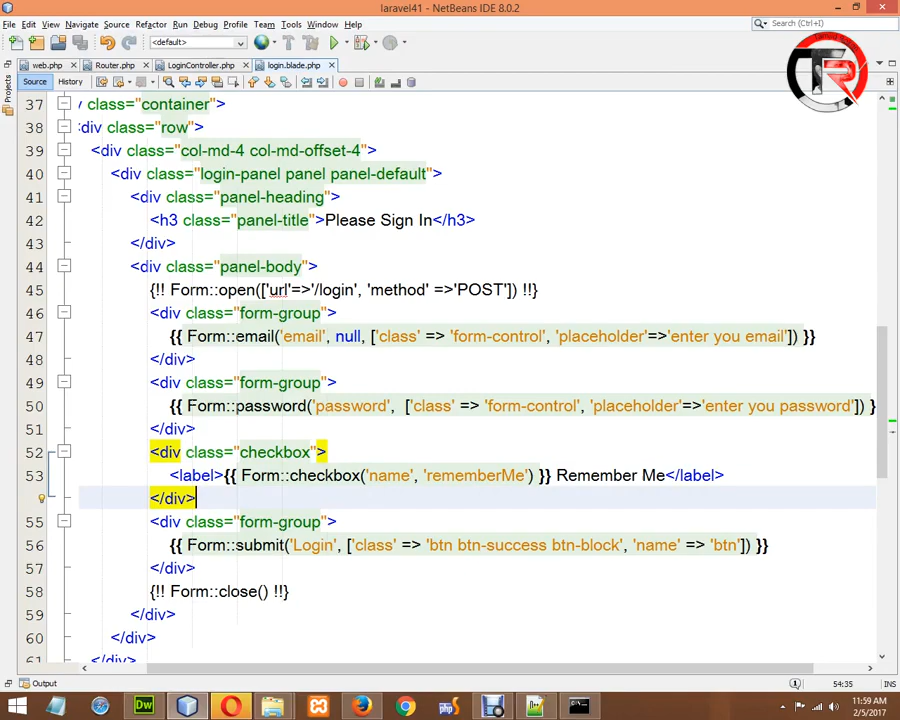 laravel41 - NetBeans IDE 8.0.2
File Edit View Navigate Source Refactor Run Debug Profile Team Tools Window Help
Search (Ctrl+I)
<default>
web.php Router.php LoginController.php login.blade.php
Source History
Projects
TR
37 / class="container">
38 :div class="row">
39 <div class="col-md-4 col-md-offset-4">
40 <div class="login-panel panel panel-default">
41 <div class="panel-heading">
42 <h3 class="panel-title">Please Sign In</h3>
43 </div>
44 <div class="panel-body">
45 {!! Form::open(['url'=>'/login', 'method' =>'POST']) !!}
46 <div class="form-group">
47 {{ Form::email('email', null, ['class' => 'form-control', 'placeholder'=>'enter you email']) }}
48 </div>
49 <div class="form-group">
50 {{ Form::password('password', ['class' => 'form-control', 'placeholder'=>'enter you password']) }
51 </div>
52 <div class="checkbox">
53 <label>{{ Form::checkbox('name', 'rememberMe') }} Remember Me</label>
</div>
55 <div class="form-group">
56 {{ Form::submit('Login', ['class' => 'btn btn-success btn-block', 'name' => 'btn']) }}
57 </div>
58 {!! Form::close() !!}
59 </div>
60 </div>
61 </div>
Output
54:35 INS
Dw
php
11:59 AM
2/5/2017